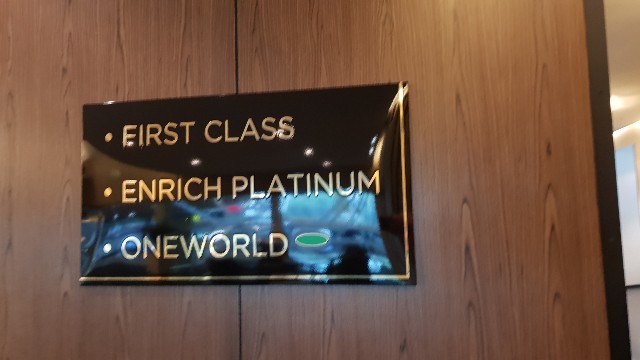 • FIRST CLASS
• ENRICH PLATINUM
• ONEWORLD